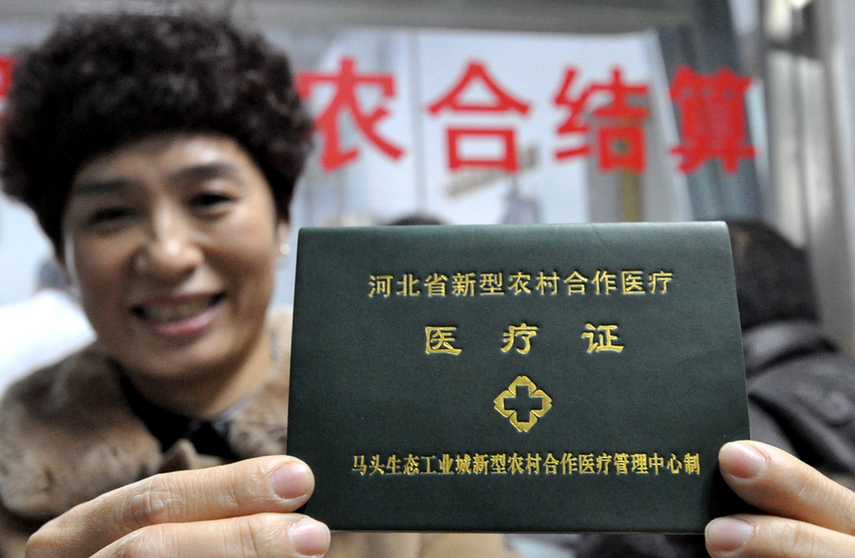 农合结算
河北省新型农村合作医疗
医疗证
马头生态工业城新型农村合作医疗管理中心制